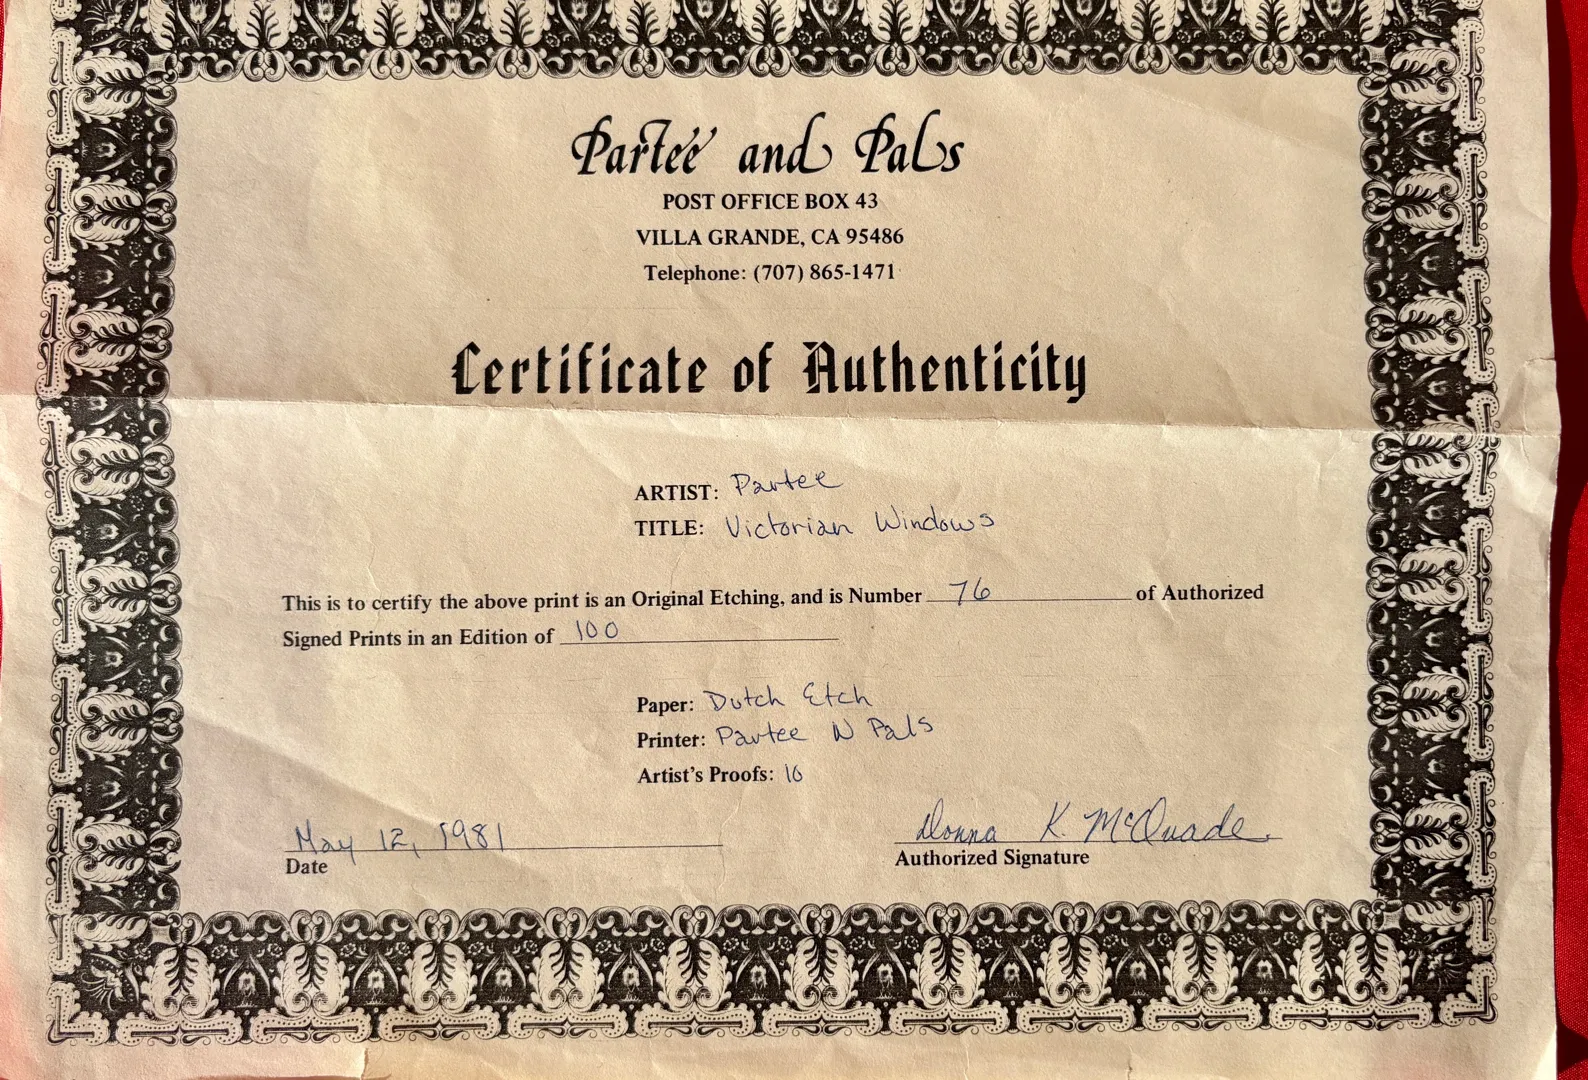 Partee and Pals
POST OFFICE BOX 43
VILLA GRANDE, CA 95486
Telephone: (707) 865-1471
Certificate of Authenticity
ARTIST: Partee
TITLE: Victorian Windows
This is to certify the above print is an Original Etching, and is Number 76 of Authorized
Signed Prints in an Edition of 100
Paper: Dutch Etch
Printer: Partee N Pals
Artist's Proofs: 10
May 12, 1981 Donna K. McQuade
Date Authorized Signature